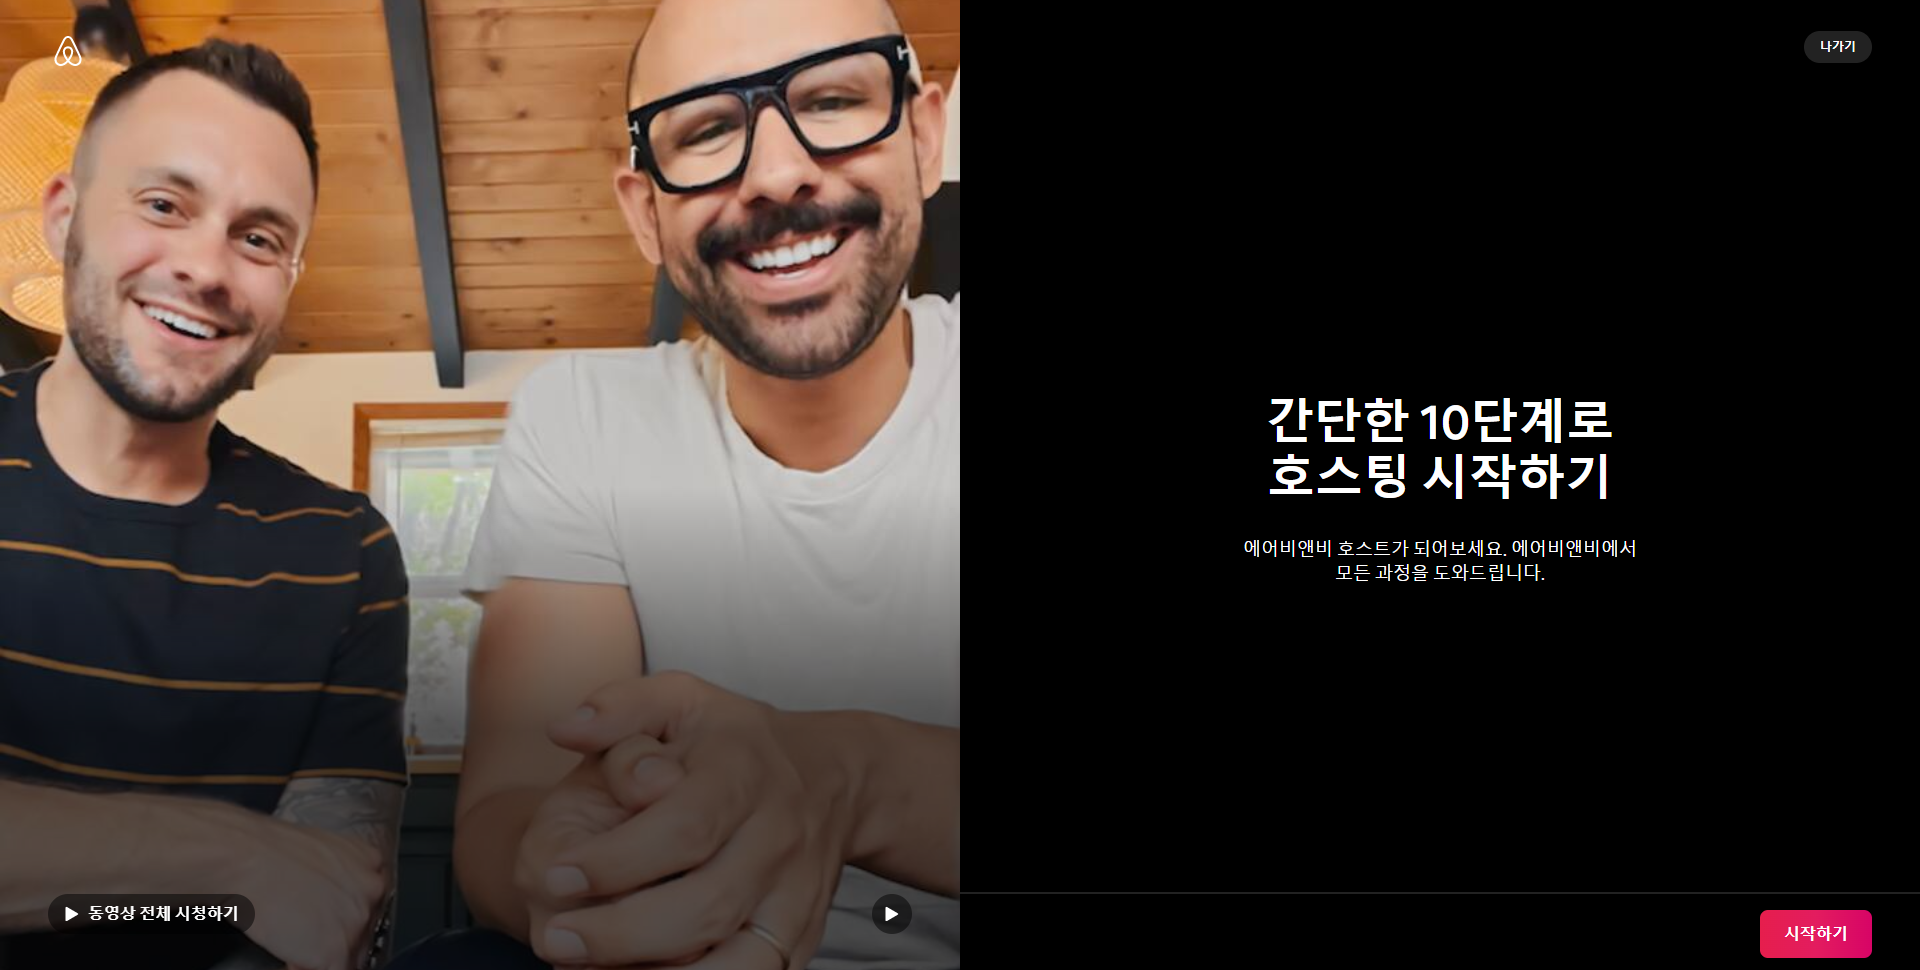 나가기
간단한 10단계로
호스팅 시작하기
에어비앤비 호스트가 되어보세요. 에어비앤비에서
모든 과정을 도와드립니다.
동영상 전체 시청하기
시작하기